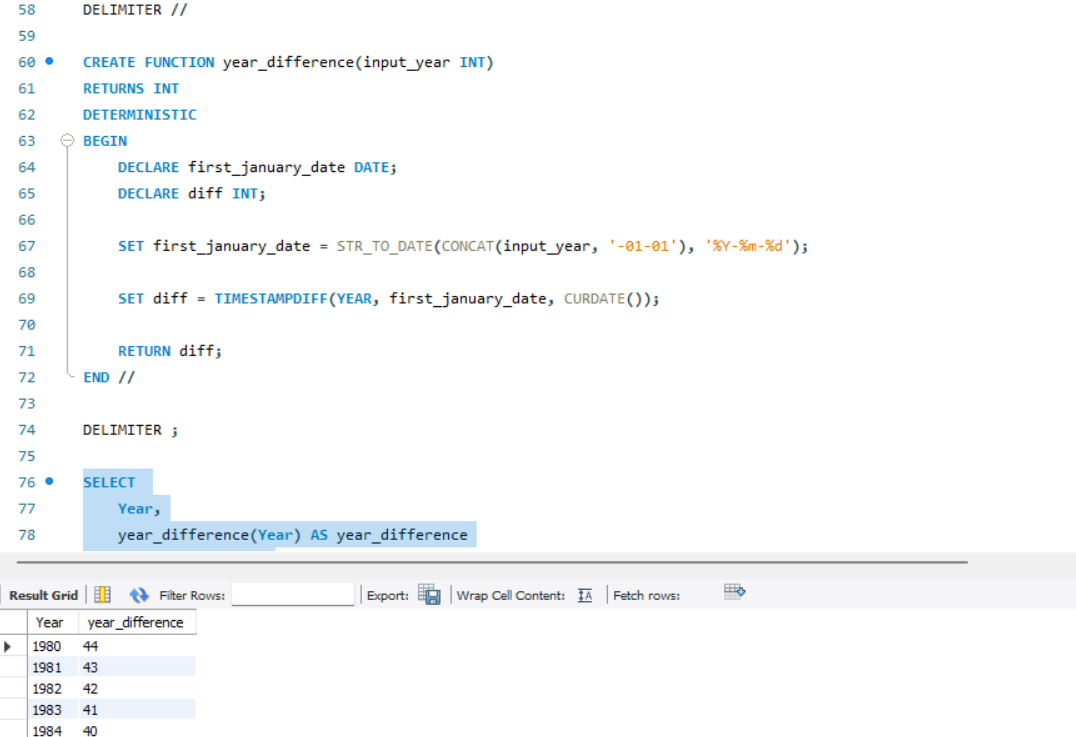 58 DELIMITER //
59
60 CREATE FUNCTION year_difference(input_year INT)
61 RETURNS INT
62 DETERMINISTIC
63 BEGIN
64 DECLARE first_january_date DATE;
65 DECLARE diff INT;
66
67 SET first_january_date = STR_TO_DATE(CONCAT(input_year, '-01-01'), '%Y-%m-%d');
68
69 SET diff = TIMESTAMPDIFF(YEAR, first_january_date, CURDATE());
70
71 RETURN diff;
72 END //
73
74 DELIMITER ;
75
76 SELECT
77 Year,
78 year_difference(Year) AS year_difference
Result Grid Filter Rows: Export: Wrap Cell Content: IA Fetch rows:
Year year_difference
1980 44
1981 43
1982 42
1983 41
1984 40